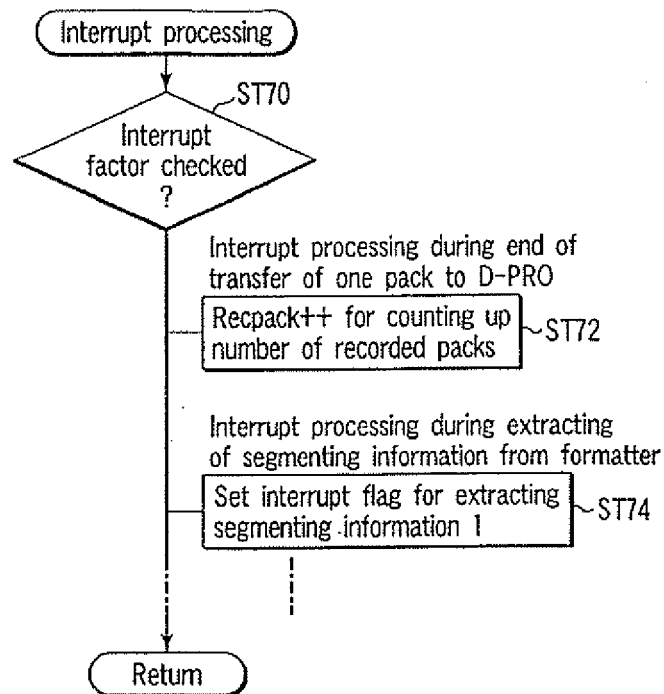 Interrupt processing
ST70
Interrupt
factor checked
?
Interrupt processing during end of
transfer of one pack to D-PRO
Recpack++ for counting up
number of recorded packs
ST72
Interrupt processing during extracting
of segmenting information from formatter
Set interrupt flag for extracting
segmenting information 1
ST74
Return